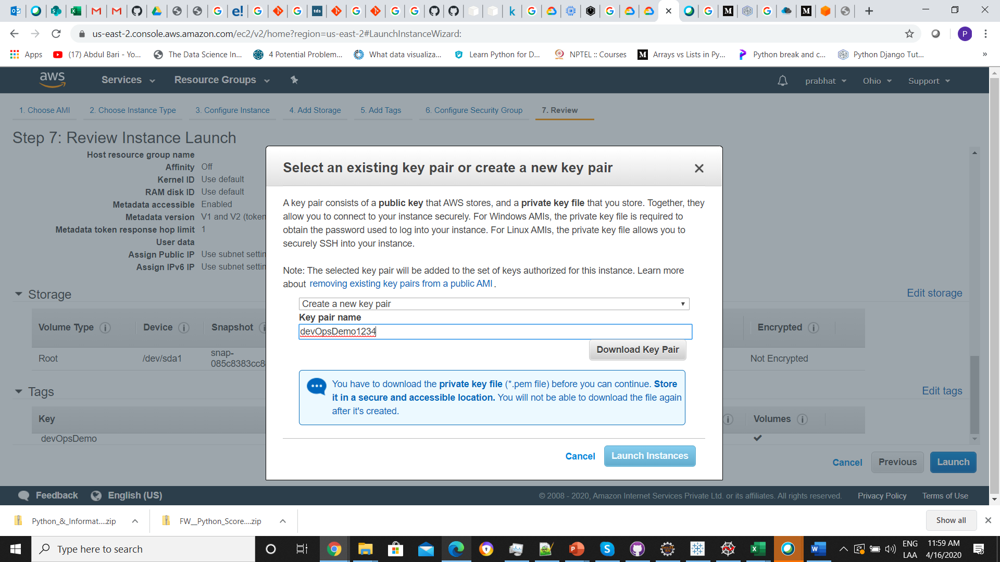 us-east-2.console.aws.amazon.com/ec2/v2/home?region=us-east-2#LaunchInstanceWizard:
P
Apps
(17) Abdul Bari - Yo...
The Data Science In...
4 Potential Problem...
What data visualiza...
Learn Python for D...
NPTEL :: Courses
Arrays vs Lists in Py...
Python break and c...
Python Django Tut...
»
aws
Services
Resource Groups
prabhat
Ohio
Support
1. Choose AMI
2. Choose Instance Type
3. Configure Instance
4. Add Storage
5. Add Tags
6. Configure Security Group
7. Review
Step 7: Review Instance Launch
Host resource group name
Affinity Off
Kernel ID Use default
RAM disk ID Use default
Metadata accessible Enabled
Metadata version V1 and V2 (token
Metadata token response hop limit 1
User data
Assign Public IP Use subnet settin
Assign IPv6 IP Use subnet settin
Storage
Edit storage
Volume Type
Device
Snapshot
Encrypted
Root
/dev/sda1
snap-
085c8383cc8
Not Encrypted
Tags
Edit tags
Key
Volumes
devOpsDemo
Select an existing key pair or create a new key pair
A key pair consists of a public key that AWS stores, and a private key file that you store. Together, they
allow you to connect to your instance securely. For Windows AMIs, the private key file is required to
obtain the password used to log into your instance. For Linux AMIs, the private key file allows you to
securely SSH into your instance.
Note: The selected key pair will be added to the set of keys authorized for this instance. Learn more
about removing existing key pairs from a public AMI .
Create a new key pair
Key pair name
devOpsDemo1234
Download Key Pair
You have to download the private key file (*.pem file) before you can continue. Store
it in a secure and accessible location. You will not be able to download the file again
after it's created.
Cancel
Launch Instances
Cancel
Previous
Launch
Feedback
English (US)
© 2008 - 2020, Amazon Internet Services Private Ltd. or its affiliates. All rights reserved.
Privacy Policy
Terms of Use
Python_&_Informat....zip
FW__Python_Score....zip
Show all
Type here to search
ENG
LAA
11:59 AM
4/16/2020